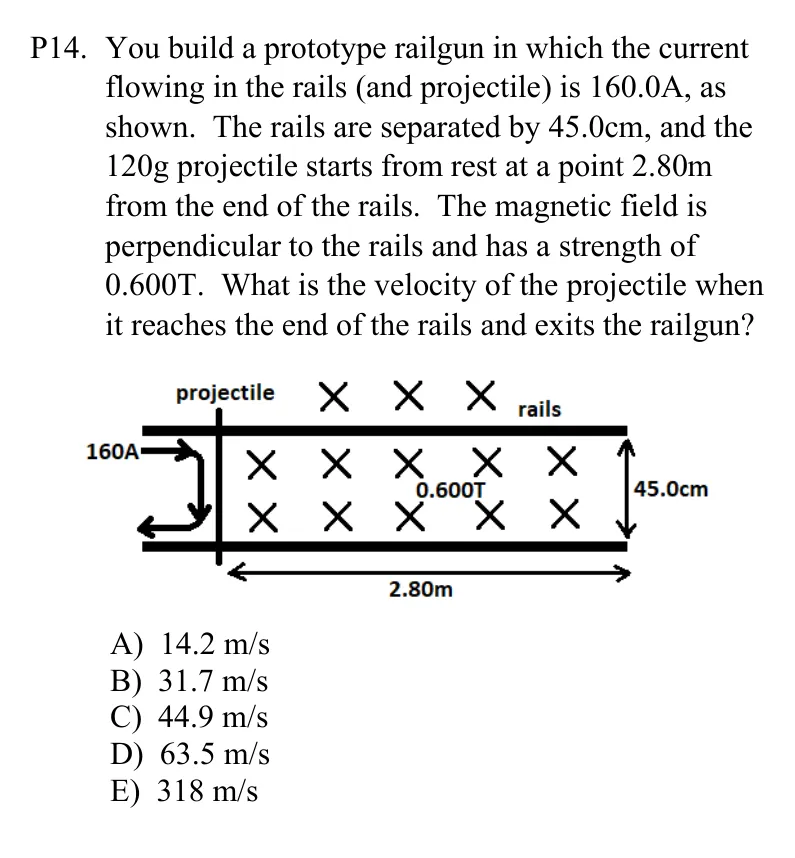 P14. You build a prototype railgun in which the current
flowing in the rails (and projectile) is 160.0A, as
shown. The rails are separated by 45.0cm, and the
120g projectile starts from rest at a point 2.80m
from the end of the rails. The magnetic field is
perpendicular to the rails and has a strength of
0.600T. What is the velocity of the projectile when
it reaches the end of the rails and exits the railgun?
projectile
rails
160A
0.600T
45.0cm
2.80m
A) 14.2 m/s
B) 31.7 m/s
C) 44.9 m/s
D) 63.5 m/s
E) 318 m/s